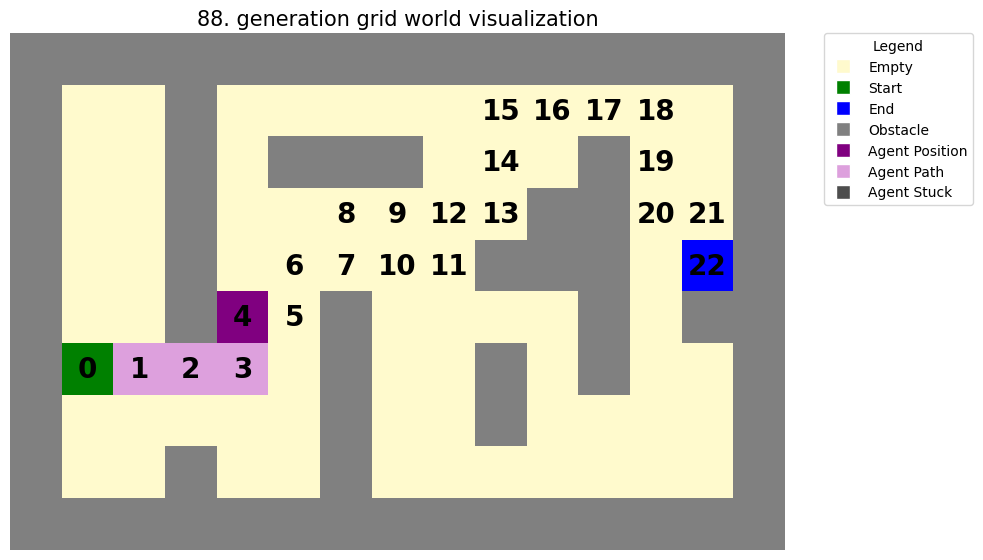 88. generation grid world visualization
15 16 17 18
14 19
8 9 12 13 20 21
6 7 10 11 22
4 5
0 1 2 3
Legend
Empty
Start
End
Obstacle
Agent Position
Agent Path
Agent Stuck